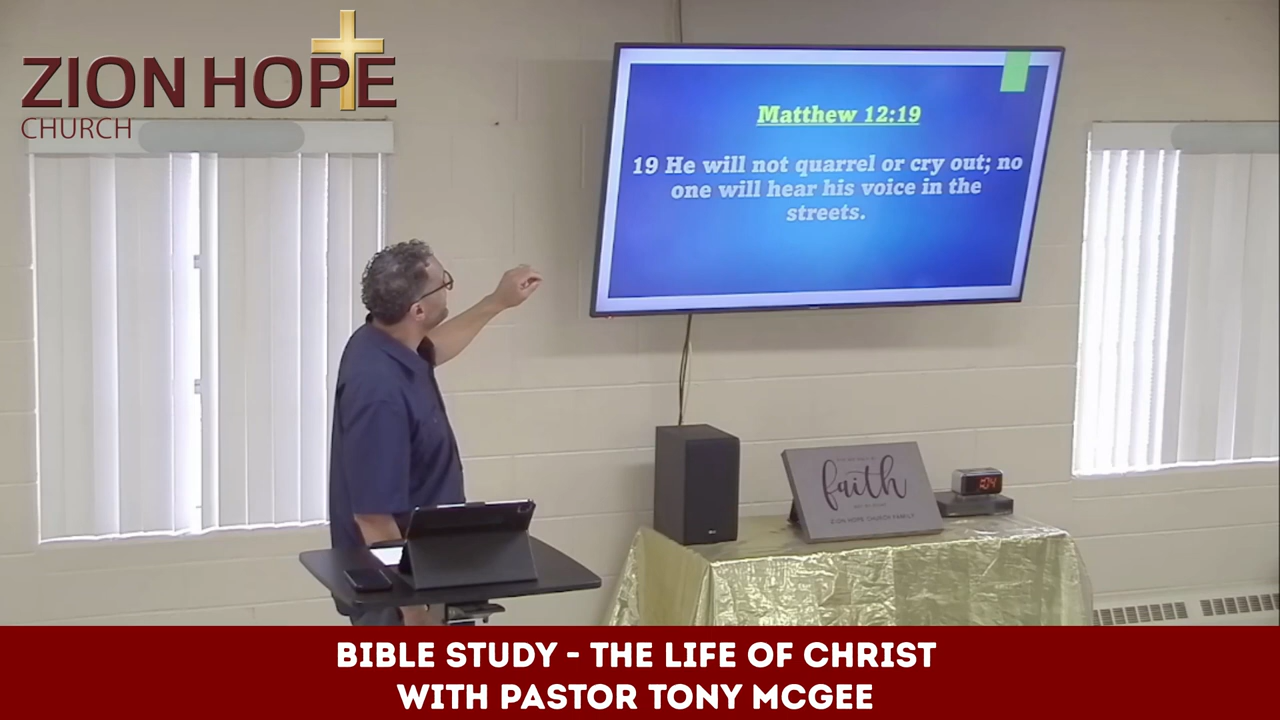 ZION HOPE
CHURCH
Matthew 12:19
19 He will not quarrel or cry out; no
one will hear his voice in the
streets.
faith
ZION HOPE CHURCH FAMILY
BIBLE STUDY - THE LIFE OF CHRIST
WITH PASTOR TONY MCGEE